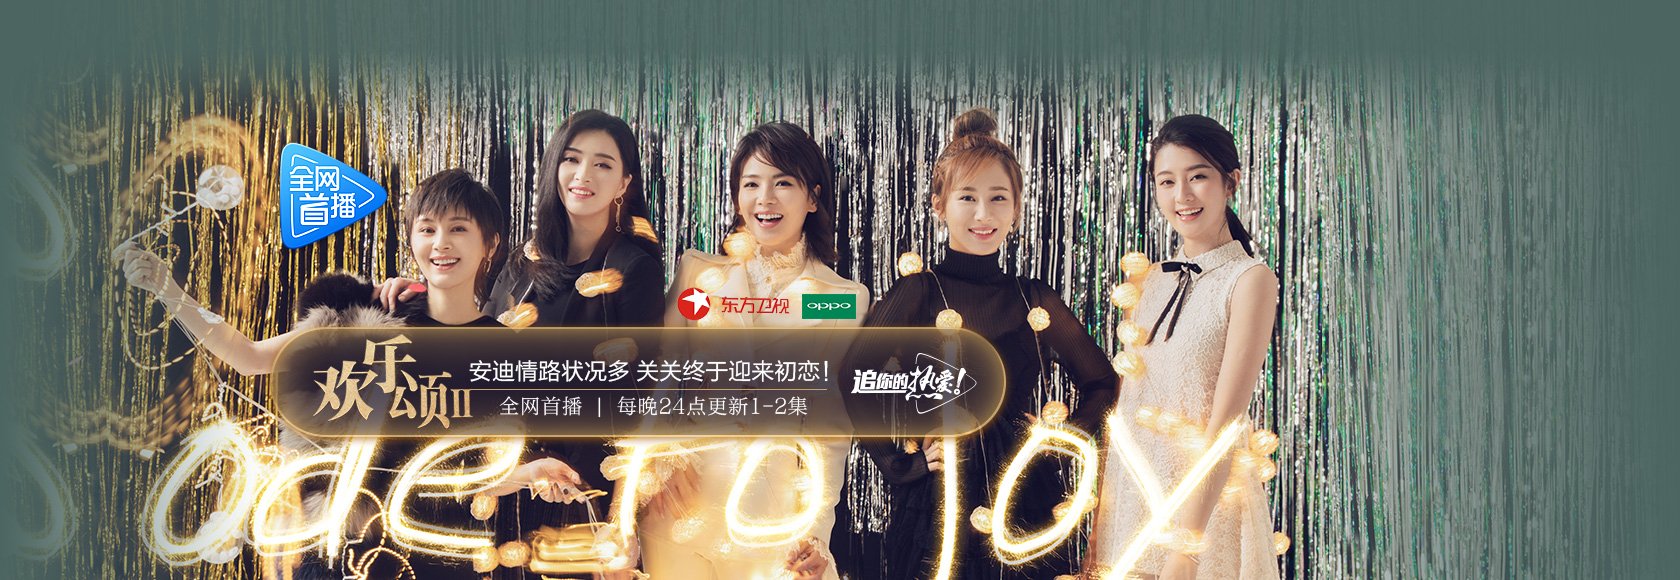 全网
首播
东方卫视
oppo
欢乐颂II
安迪情路状况多 关关终于迎来初恋！
全网首播 | 每晚24点更新1-2集
追你的热爱！
ode to joy